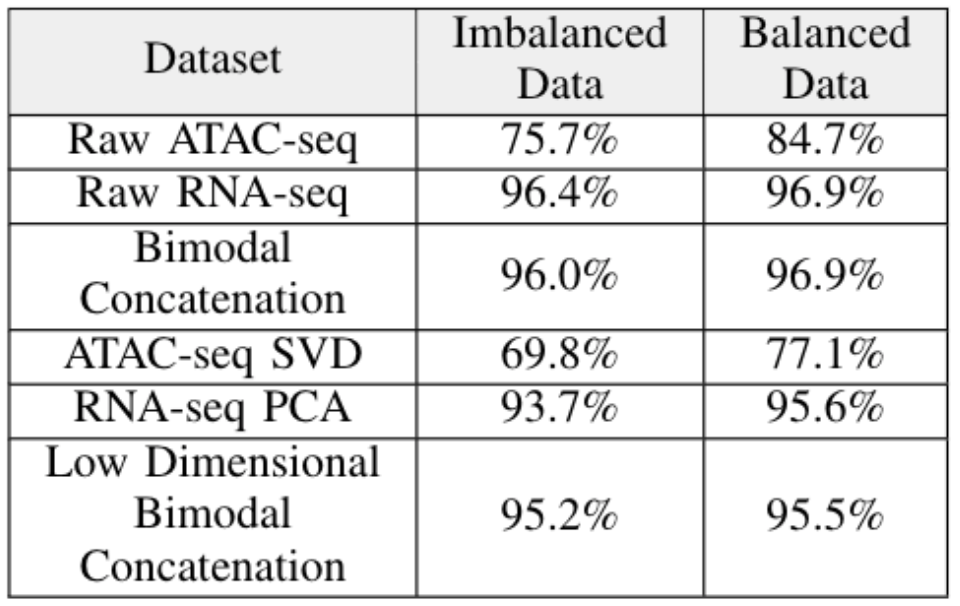 Dataset
Imbalanced
Data
Balanced
Data
Raw ATAC-seq 75.7% 84.7%
Raw RNA-seq 96.4% 96.9%
Bimodal
Concatenation
96.0% 96.9%
ATAC-seq SVD 69.8% 77.1%
RNA-seq PCA 93.7% 95.6%
Low Dimensional
Bimodal
Concatenation
95.2% 95.5%